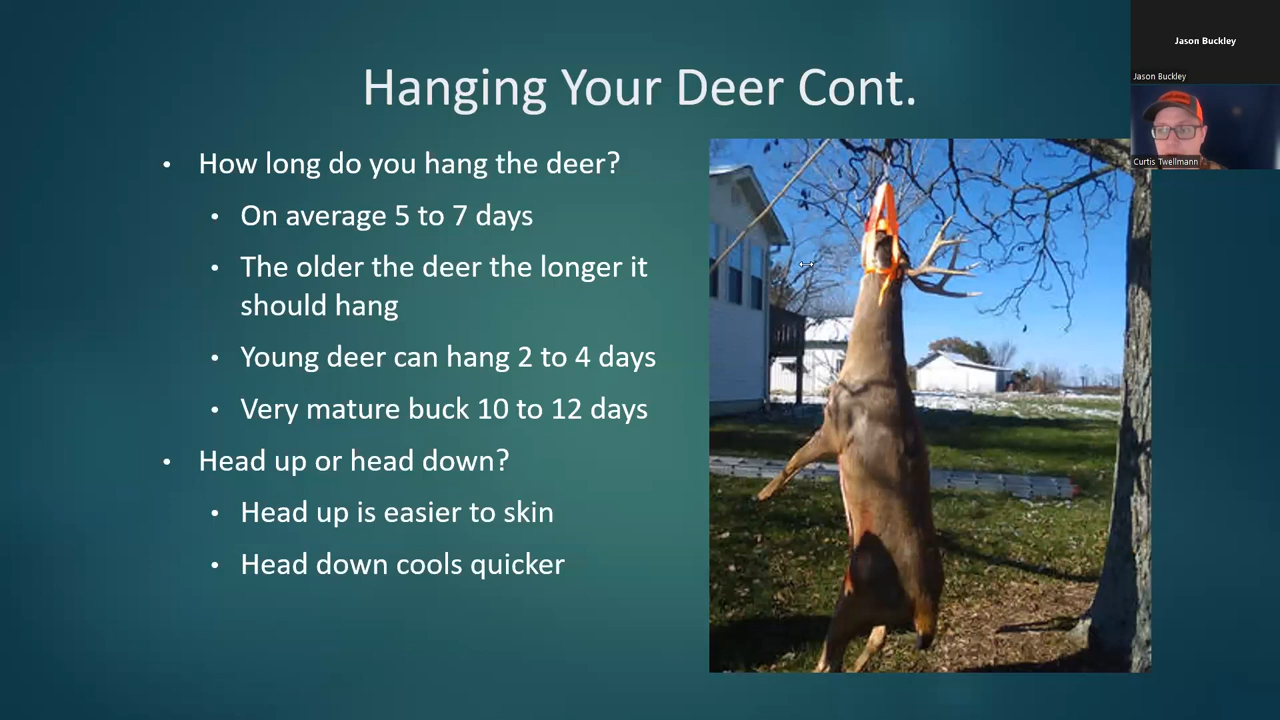 Jason Buckley
Jason Buckley
Curtis Twellmann
Hanging Your Deer Cont.
• How long do you hang the deer?
• On average 5 to 7 days
• The older the deer the longer it
should hang
• Young deer can hang 2 to 4 days
• Very mature buck 10 to 12 days
• Head up or head down?
• Head up is easier to skin
• Head down cools quicker